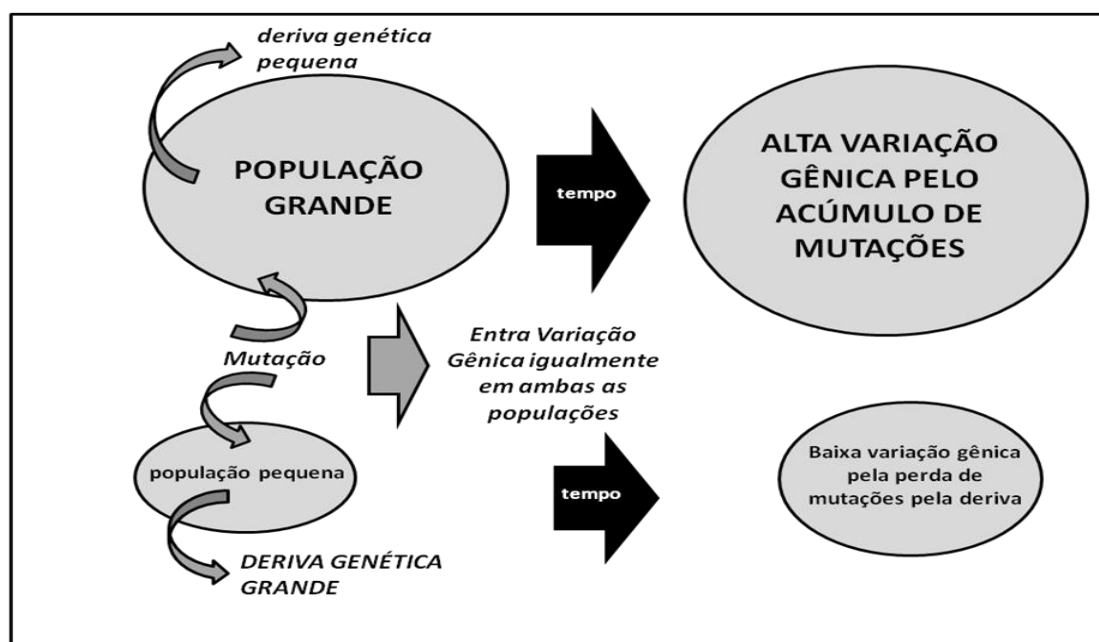 deriva genética
pequena
POPULAÇÃO
GRANDE
tempo
ALTA VARIAÇÃO
GÊNICA PELO
ACÚMULO DE
MUTAÇÕES
Mutação
Entra Variação
Gênica igualmente
em ambas as
populações
população pequena
tempo
Baixa variação gênica
pela perda de
mutações pela deriva
DERIVA GENÉTICA
GRANDE